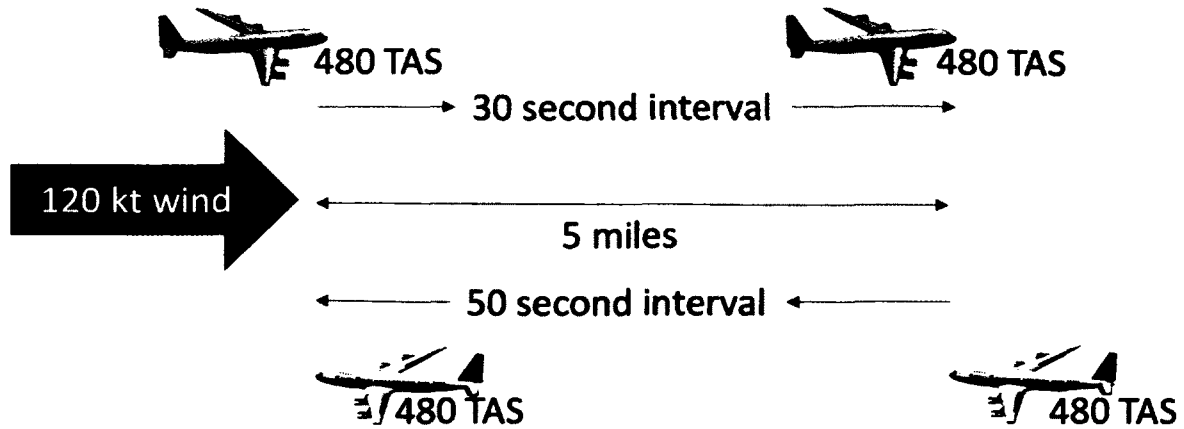 480 TAS
480 TAS
30 second interval
120 kt wind
5 miles
50 second interval
480 TAS
480 TAS